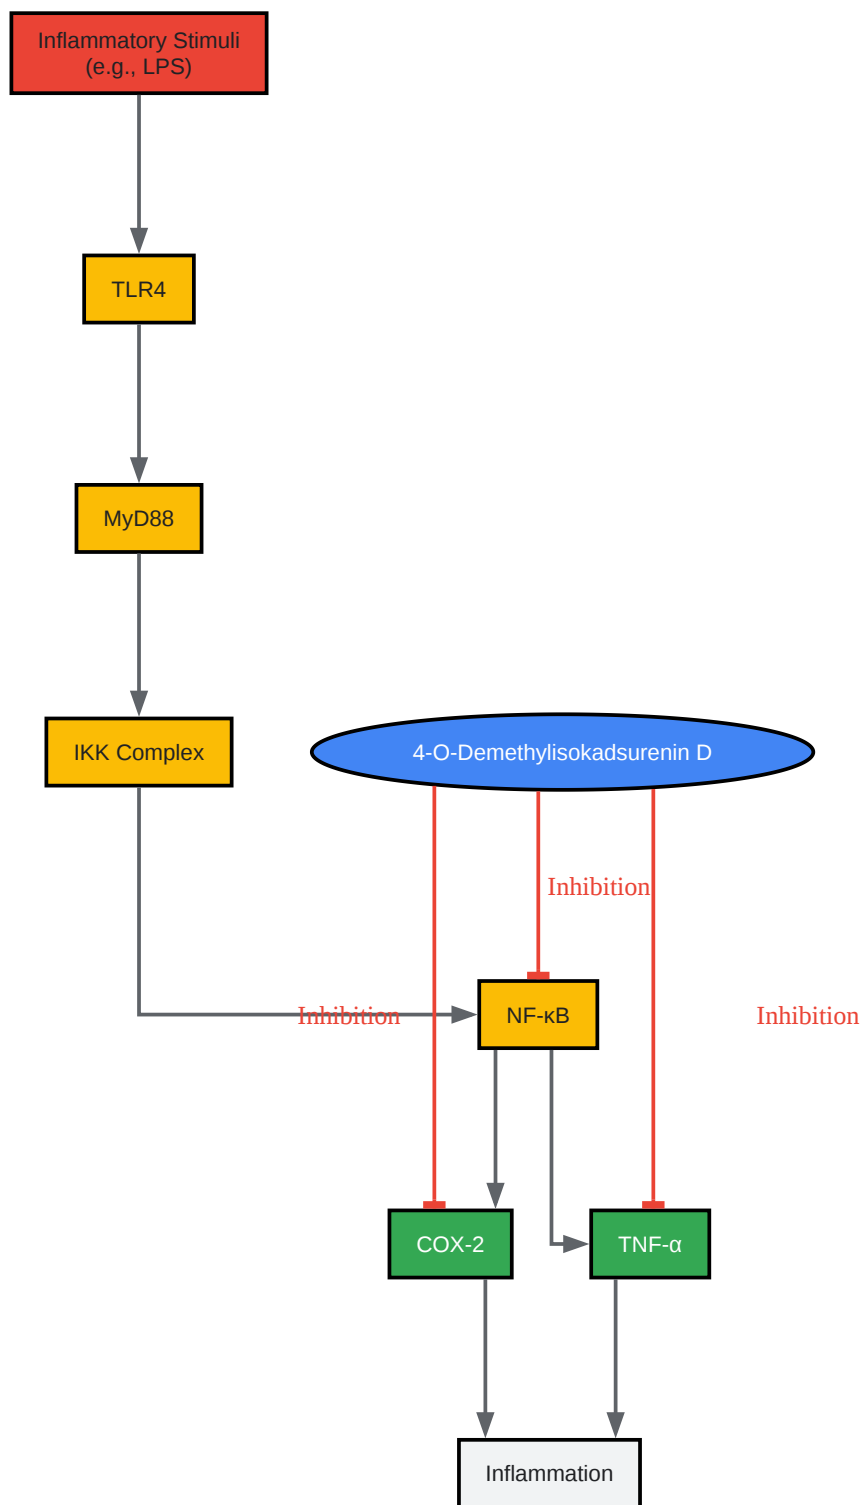 Inflammatory Stimuli
(e.g., LPS)
TLR4
MyD88
IKK Complex
4-O-Demethylisokadsurenin D
Inhibition
Inhibition
NF-κB
Inhibition
COX-2
TNF-α
Inflammation